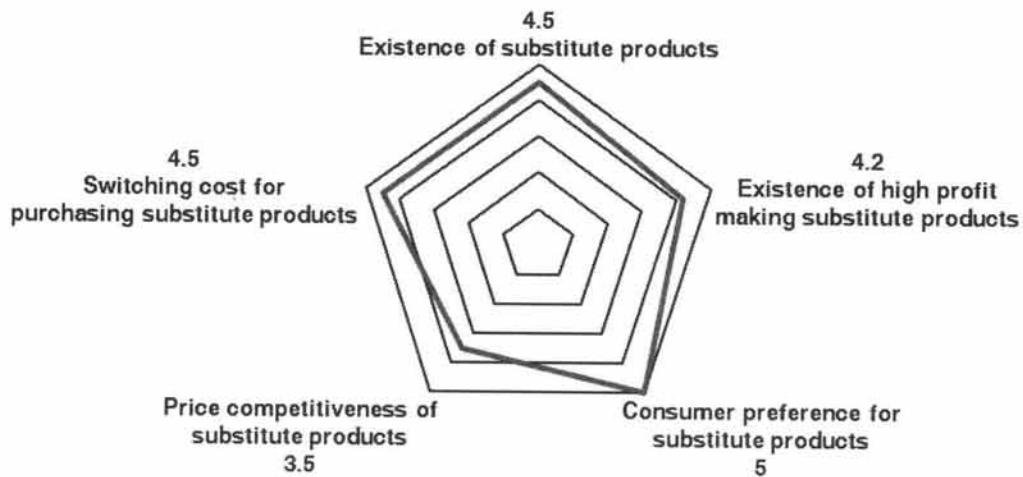 4.5
Existence of substitute products
4.5
Switching cost for
purchasing substitute products
4.2
Existence of high profit
making substitute products
Price competitiveness of
substitute products
3.5
Consumer preference for
substitute products
5